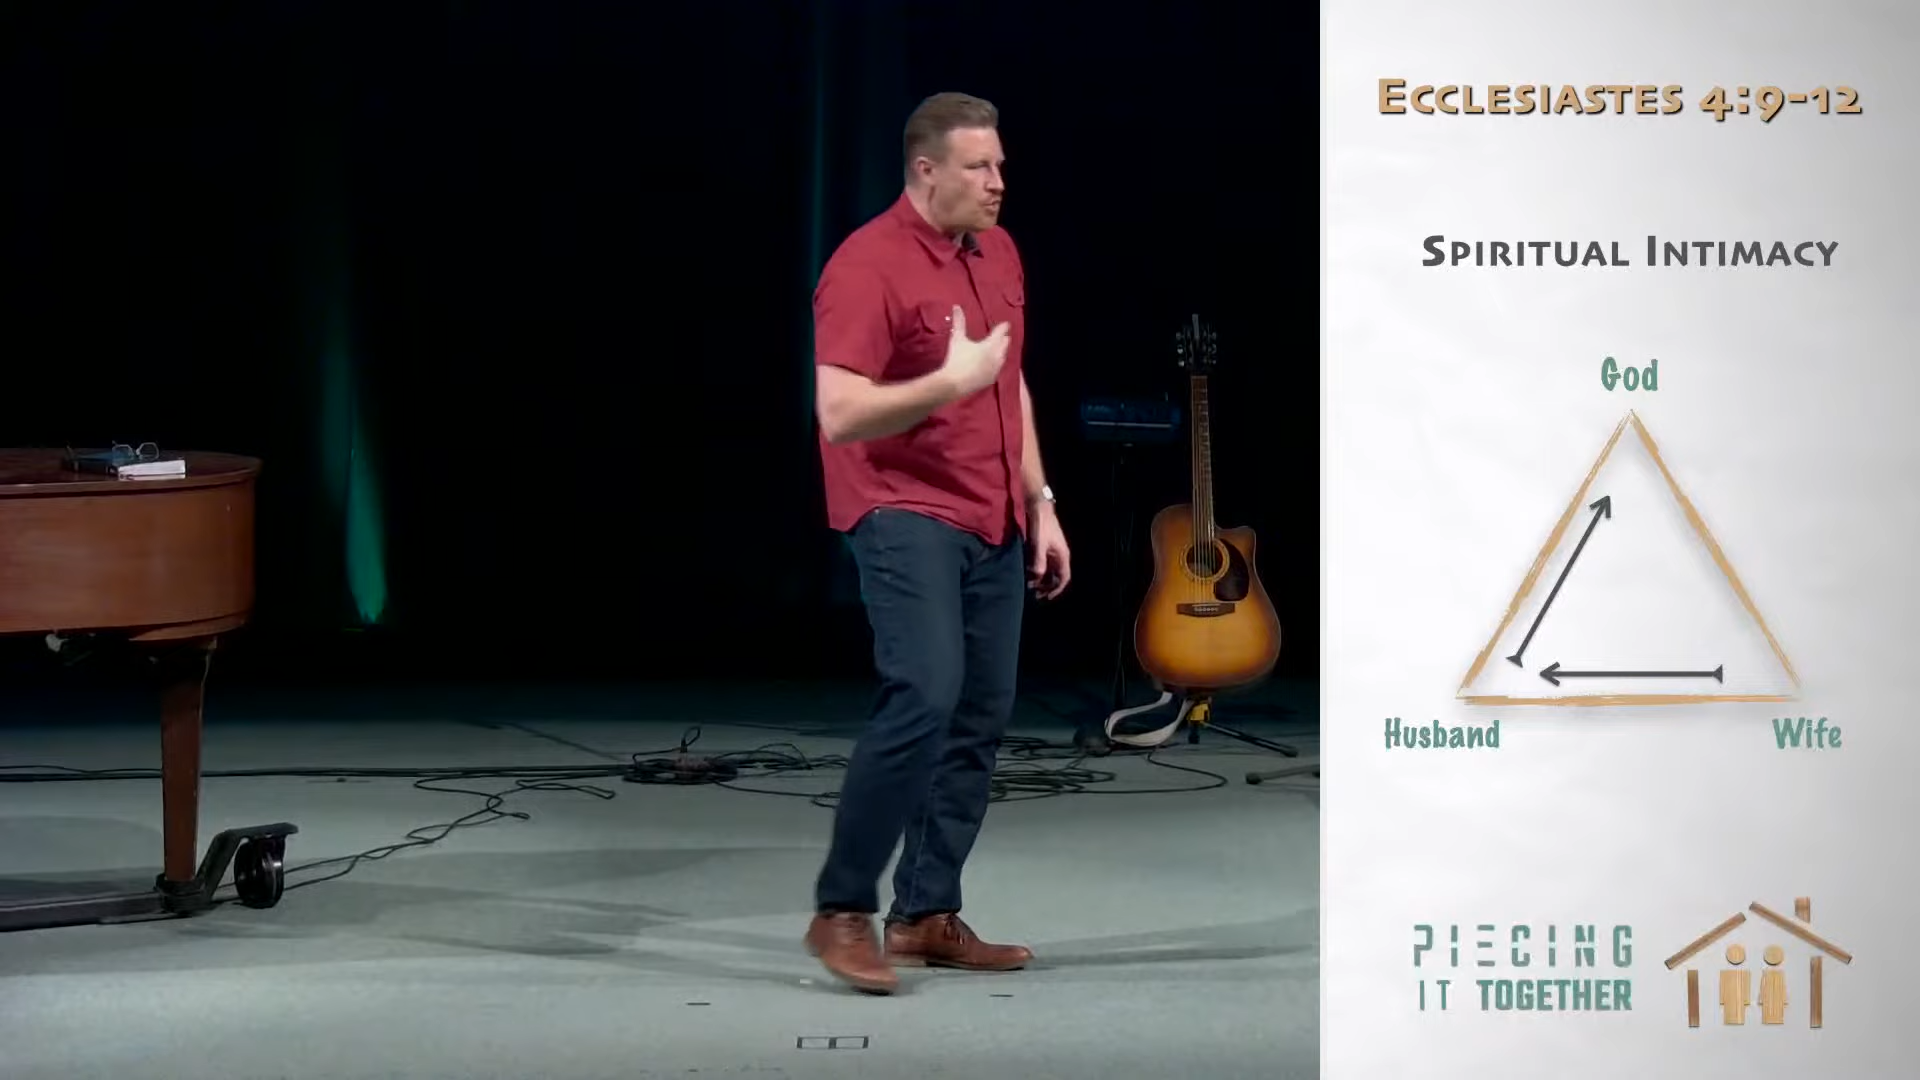 Ecclesiastes 4:9-12
Spiritual Intimacy
God
Husband
Wife
PIECING
IT TOGETHER